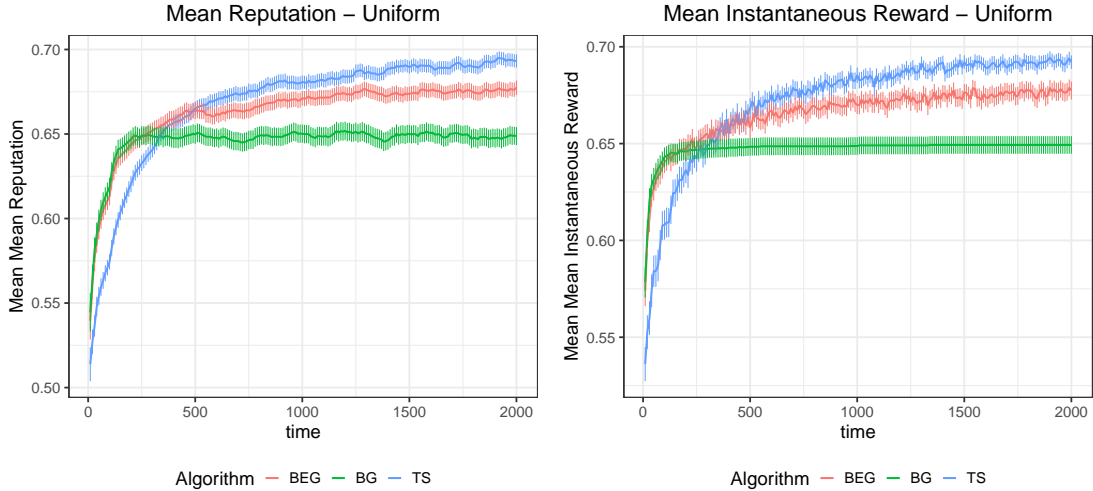 Mean Reputation – Uniform
Mean Mean Reputation
0.70
0.65
0.60
0.55
0.50
0
500
1000
1500
2000
time
Algorithm BEG BG TS
Mean Instantaneous Reward – Uniform
Mean Mean Instantaneous Reward
0.70
0.65
0.60
0.55
0
500
1000
1500
2000
time
Algorithm BEG BG TS